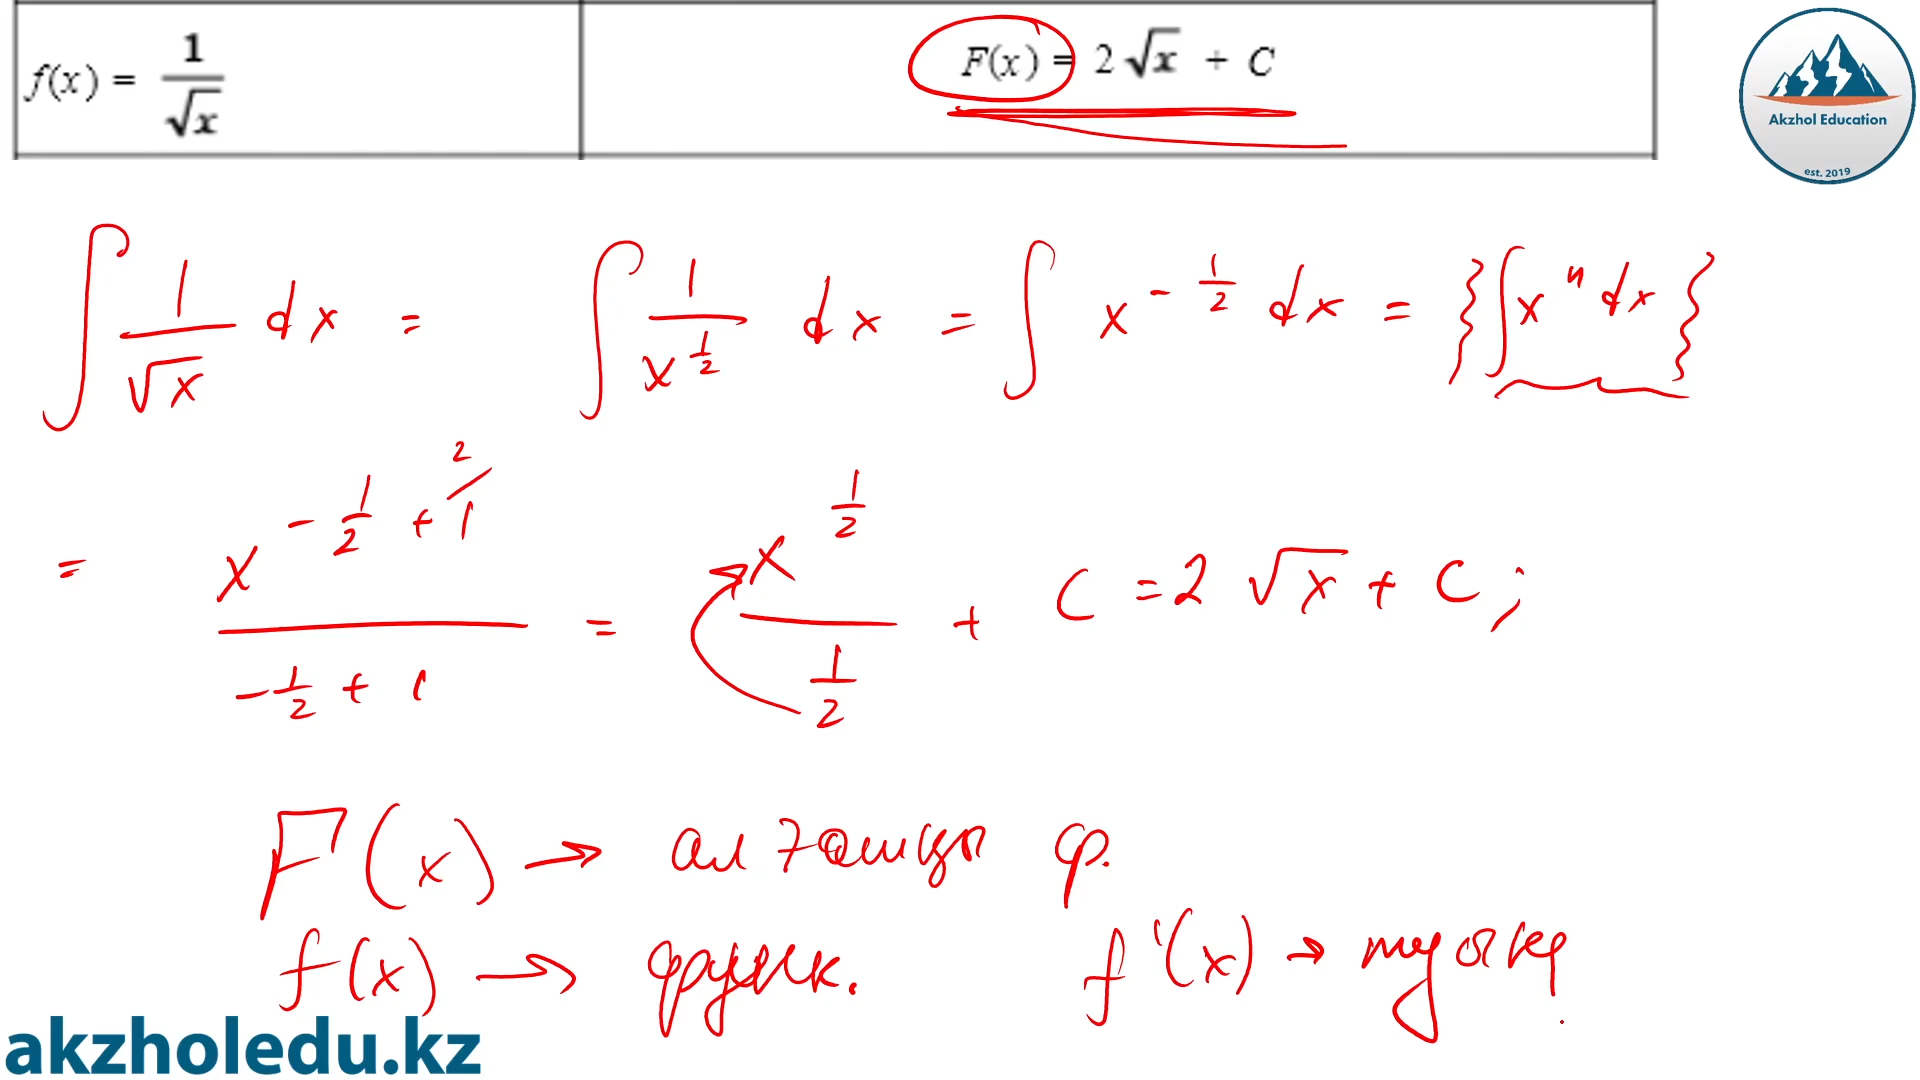 f(x) = 1/√x
F(x) = 2√x + C
Akzhol Education
est. 2019
∫ 1/√x dx = ∫ 1/x^(1/2) dx = ∫ x^(-1/2) dx = {∫ x^n dx}
= x^(-1/2 + 1) / (-1/2 + 1) = x^(1/2) / (1/2) + C = 2√x + C;
F(x) → алғашқы ф.
f(x) → функ.
f'(x) → туынды
akzholedu.kz